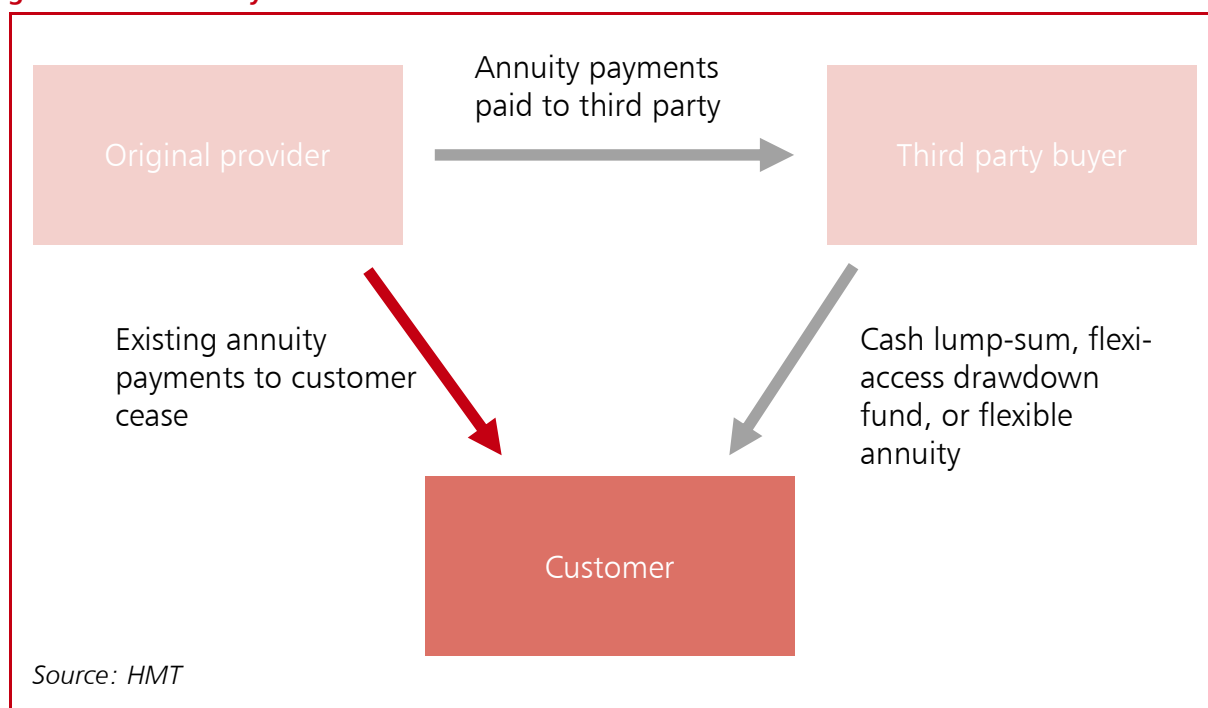 Annuity payments
paid to third party
Original provider
Third party buyer
Existing annuity
payments to customer
cease
Cash lump-sum, flexi-
access drawdown
fund, or flexible
annuity
Customer
Source: HMT